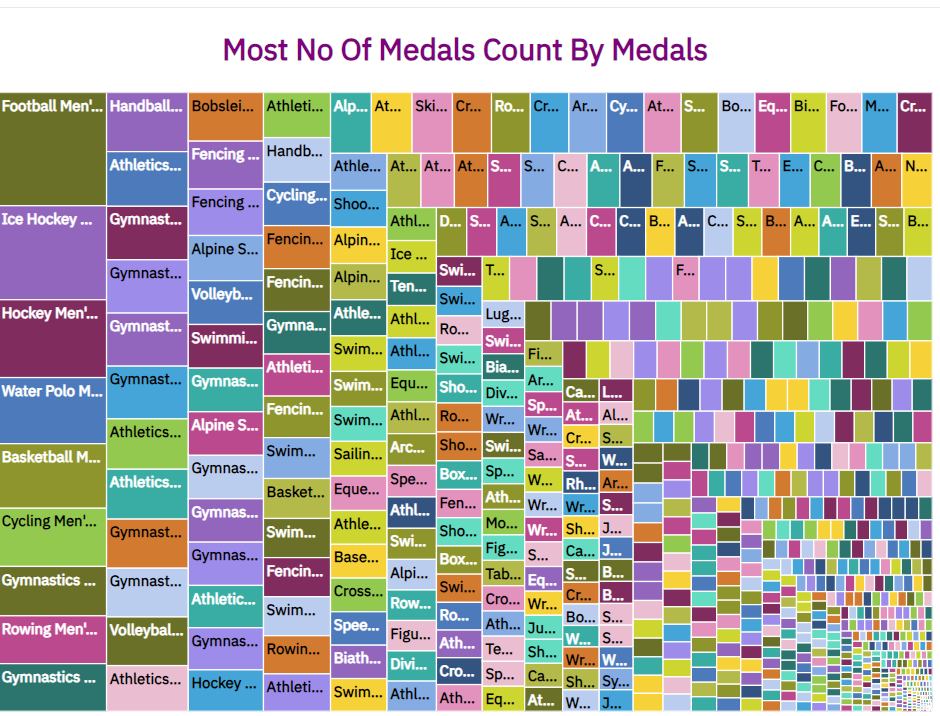 Most No Of Medals Count By Medals
Football Men'...
Ice Hockey ...
Hockey Men'...
Water Polo M...
Basketball M...
Cycling Men'...
Gymnastics ...
Rowing Men'...
Gymnastics ...
Handball...
Athletics...
Gymnast...
Gymnast...
Gymnast...
Gymnast...
Athletics...
Athletics...
Gymnast...
Gymnast...
Volleybal...
Athletics...
Bobslei...
Fencing ...
Fencing ...
Alpine S...
Volleyb...
Swimmi...
Gymnas...
Alpine S...
Gymnas...
Gymnas...
Gymnas...
Athletic...
Gymnas...
Hockey ...
Athleti...
Handb...
Cycling...
Fencin...
Fencin...
Gymna...
Athleti...
Fencin...
Swim...
Basket...
Swim...
Fencin...
Swim...
Rowin...
Athleti...
Alp...
At...
Ski...
Cr...
Ro...
Cr...
Ar...
Cy...
At...
S...
Bo...
Eq...
Bi...
Fo...
M...
Cr...
Athle...
Shoo...
Alpin...
Alpin...
Athle...
Swim...
Swim...
Swim...
Sailin...
Eque...
Athle...
Base...
Cross...
Spee...
Biath...
Swim...
At...
At...
At...
S...
S...
C...
A...
A...
F...
S...
S...
T...
E...
C...
B...
A...
N...
Athl...
Ice ...
Ten...
Athl...
Athl...
Equ...
Athl...
Arc...
Spe...
Athl...
Swi...
Alpi...
Row...
Figu...
Divi...
Athl...
D...
S...
A...
S...
A...
C...
C...
B...
A...
C...
S...
B...
A...
A...
E...
S...
B...
Swi...
Swi...
Ro...
Swi...
Sho...
Ro...
Sho...
Box...
Fen...
Sho...
Box...
Swi...
Ro...
Ath...
Cro...
Ath...
T...
S...
F...
Lug...
Swi...
Bia...
Div...
Wr...
Swi...
Sp...
Ath...
Mo...
Fig...
Tab...
Cro...
Ath...
Te...
Sp...
Eq...
Fi...
Ar...
Sp...
Wr...
Sa...
W...
Wr...
Wr...
S...
Eq...
Wr...
Ju...
Sh...
Ca...
At...
Ca...
At...
Cr...
S...
Rh...
Wr...
Sh...
Ca...
S...
Cr...
Bo...
W...
Wr...
Sh...
W...
L...
Al...
S...
W...
Ar...
S...
J...
J...
B...
B...
S...
S...
W...
Sy...
J...